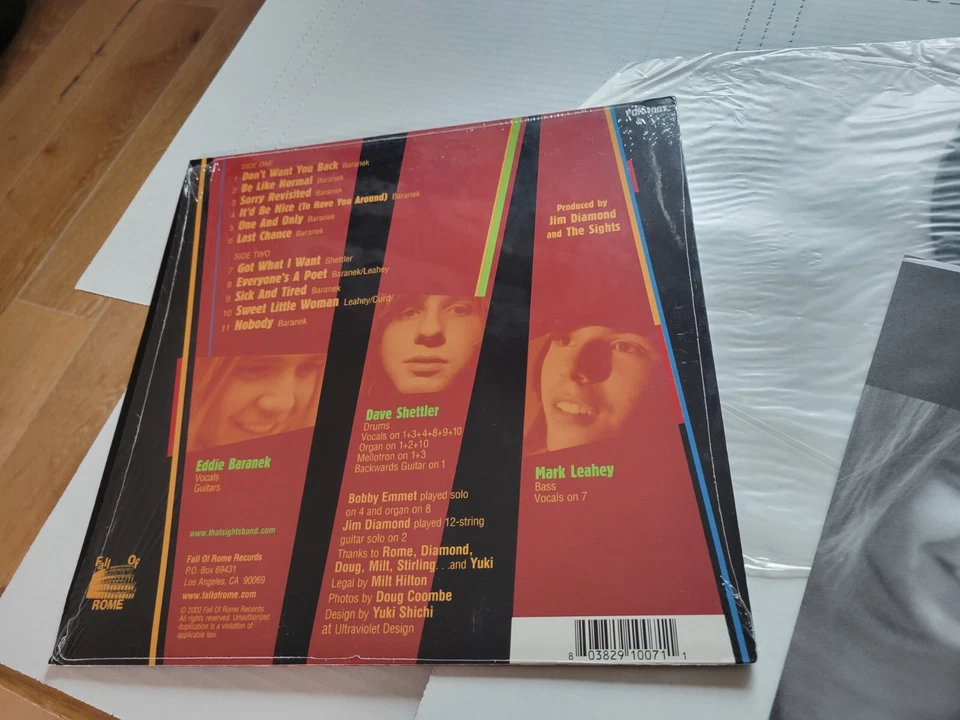 SIDE ONE
1 Don't Want You Back Baranek
2 Be Like Normal Baranek
3 Sorry Revisited Baranek
4 It'd Be Nice (To Have You Around) Baranek
5 One And Only Baranek
6 Last Chance Baranek
SIDE TWO
7 Got What I Want Shettler
8 Everyone's A Poet Baranek/Leahey
9 Sick And Tired Baranek
10 Sweet Little Woman Leahey/Curd
11 Nobody Baranek
Produced by
Jim Diamond
and The Sights
Eddie Baranek
Vocals
Guitars
Dave Shettler
Drums
Vocals on 1+3+4+8+9+10
Organ on 1+2+10
Mellotron on 1+3
Backwards Guitar on 1
Mark Leahey
Bass
Vocals on 7
Bobby Emmet played solo
on 4 and organ on 8
Jim Diamond played 12-string
guitar solo on 2
Thanks to Rome, Diamond,
Doug, Milt, Stirling...and Yuki
Legal by Milt Hilton
Photos by Doug Coombe
Design by Yuki Shichi
at Ultraviolet Design
www.thatsightsband.com
Fall Of Rome Records
P.O. Box 69431
Los Angeles, CA 90069
www.fallofrome.com
© 2002 Fall Of Rome Records
All rights reserved. Unauthorized
duplication is a violation of
applicable law.
Fall Of
ROME
8 03829 10071 1